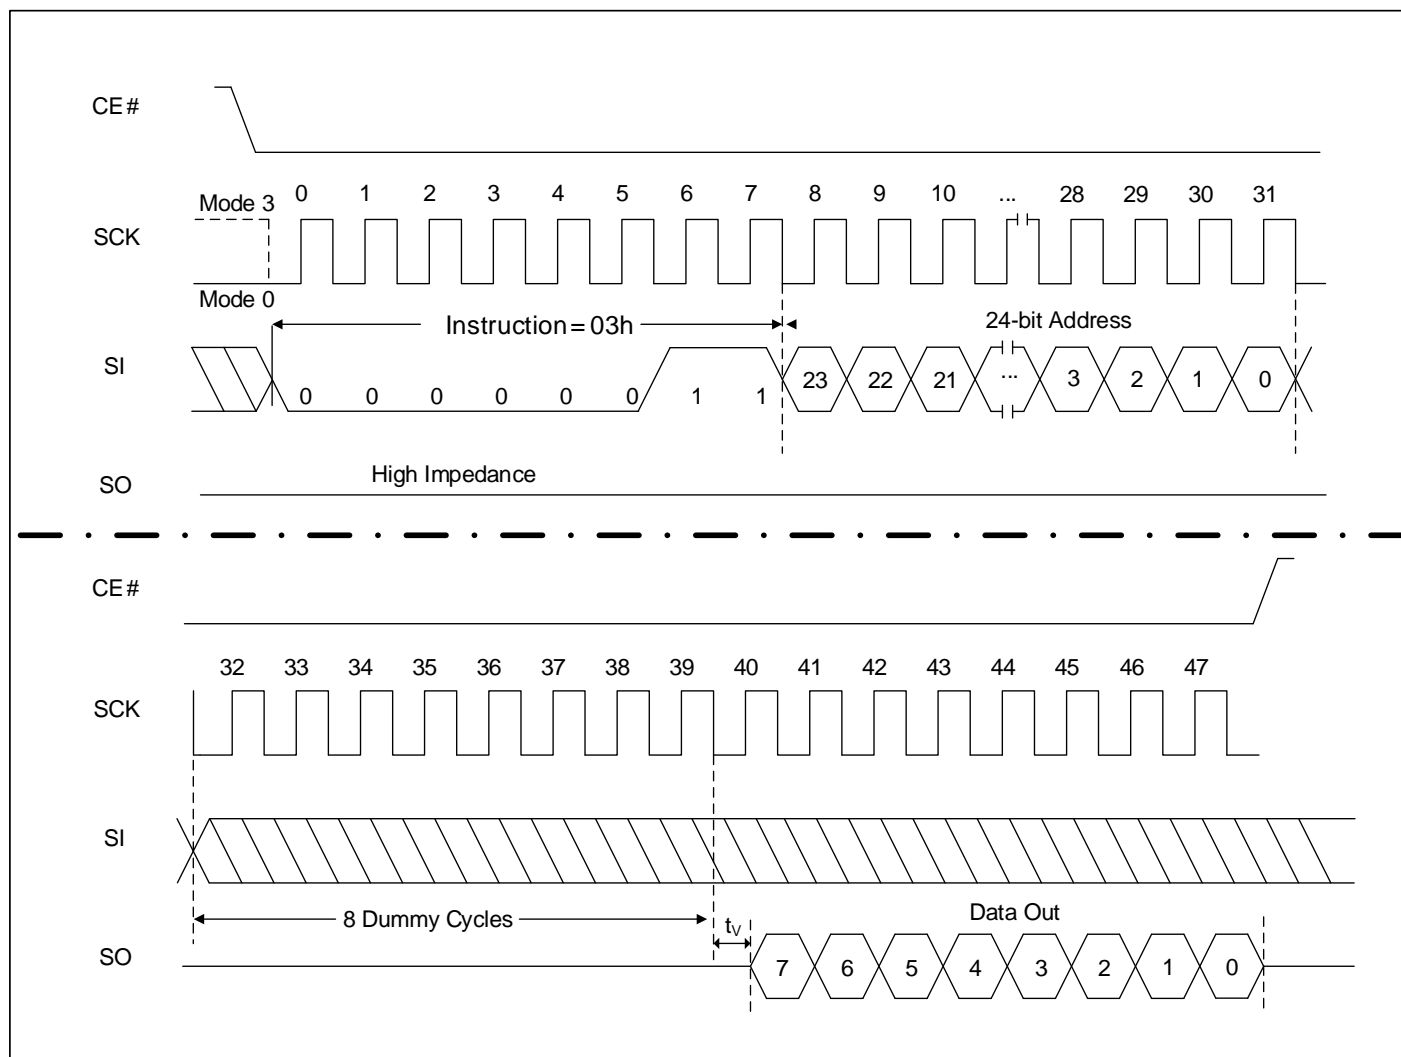 CE#
0 1 2 3 4 5 6 7 8 9 10 ... 28 29 30 31
Mode 3
SCK
Mode 0
Instruction = 03h
24-bit Address
SI
0 0 0 0 0 0 1 1 23 22 21 ... 3 2 1 0
High Impedance
SO
CE#
32 33 34 35 36 37 38 39 40 41 42 43 44 45 46 47
SCK
SI
8 Dummy Cycles
tV
Data Out
SO
7 6 5 4 3 2 1 0